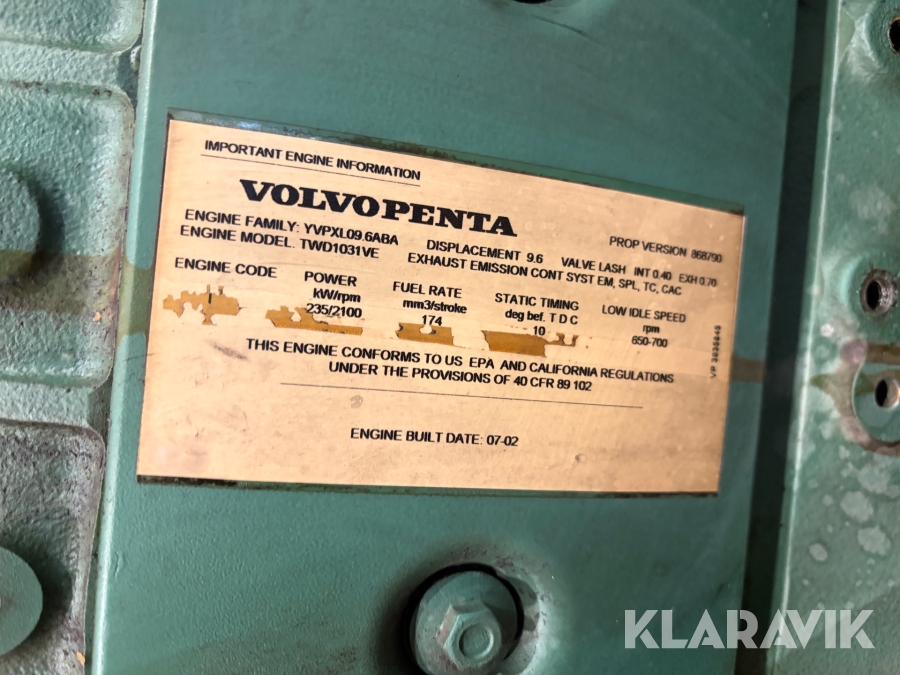 IMPORTANT ENGINE INFORMATION
VOLVO PENTA
ENGINE FAMILY: YVPXL09.6ABA DISPLACEMENT 9.6 PROP VERSION 868790
ENGINE MODEL. TWD1031VE VALVE LASH INT 0.40 EXH 0.70
EXHAUST EMISSION CONT SYST EM, SPL, TC, CAC
ENGINE CODE POWER FUEL RATE STATIC TIMING LOW IDLE SPEED
kW/rpm mm3/stroke deg bef. T D C rpm
I 235/2100 174 10 650-700
THIS ENGINE CONFORMS TO US EPA AND CALIFORNIA REGULATIONS
UNDER THE PROVISIONS OF 40 CFR 89 102
ENGINE BUILT DATE: 07-02
KLARAVIK